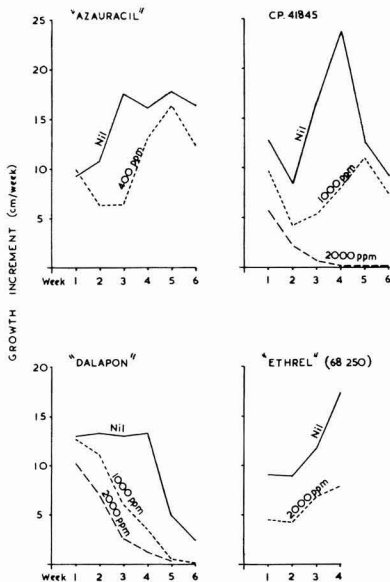 "AZAURACIL"
25
20
15
10
5
Nil
400 ppm
Week 1 2 3 4 5 6
CP. 41845
Nil
1000 ppm
2000 ppm
1 2 3 4 5 6
GROWTH INCREMENT (cm/week)
"DALAPON"
20
15
10
5
Nil
1000 ppm
2000 ppm
Week 1 2 3 4 5 6
"ETHREL" (68 250)
Nil
2000 ppm
1 2 3 4